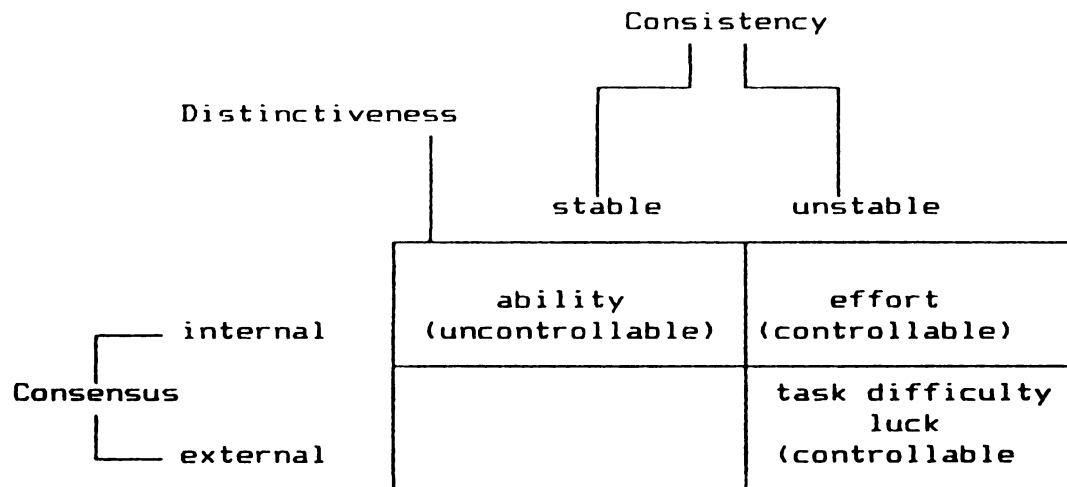 Consistency
Distinctiveness
stable unstable
ability effort
internal (uncontrollable) (controllable)
Consensus task difficulty
luck
external (controllable